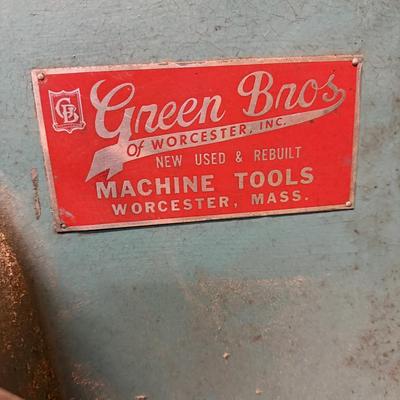 GB
Green Bros
OF WORCESTER, INC.
NEW USED & REBUILT
MACHINE TOOLS
WORCESTER, MASS.